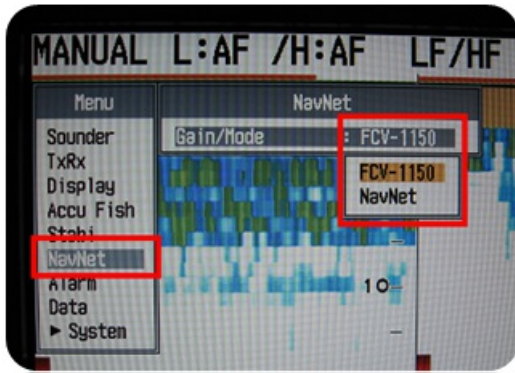 MANUAL L:AF /H:AF LF/HF
Menu
Sounder
TxRx
Display
Accu Fish
Stabi
NavNet
Alarm
Data
► System
NavNet
Gain/Mode : FCV-1150
FCV-1150
NavNet
10